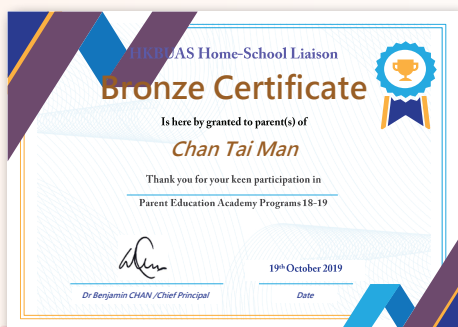 HKBUAS Home-School Liaison
Bronze Certificate
Is here by granted to parent(s) of
Chan Tai Man
Thank you for your keen participation in
Parent Education Academy Programs 18-19
19th October 2019
Dr Benjamin CHAN /Chief Principal
Date